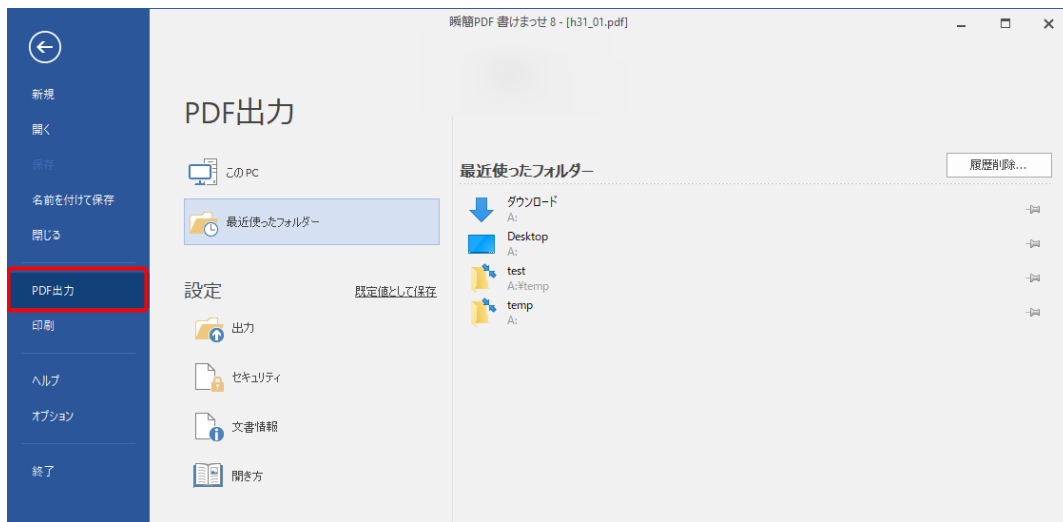 瞬簡PDF 書けまっせ 8 - [h31_01.pdf]
新規
開く
保存
名前を付けて保存
閉じる
PDF出力
印刷
ヘルプ
オプション
終了
PDF出力
この PC
最近使ったフォルダー
設定
既定値として保存
出力
セキュリティ
文書情報
開き方
最近使ったフォルダー
履歴削除...
ダウンロード
A:
Desktop
A:
test
A:¥temp
temp
A: